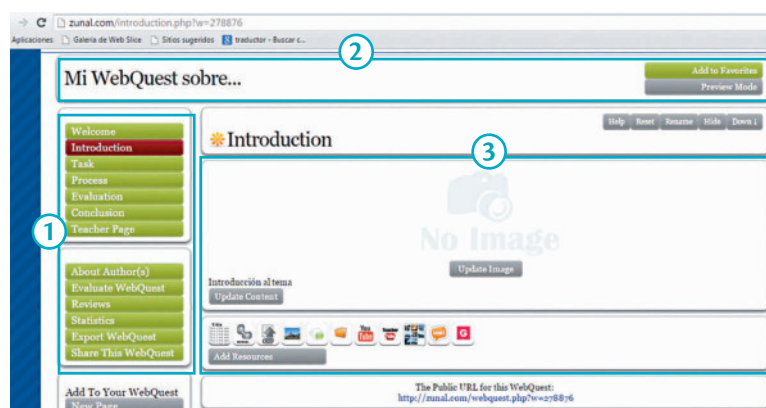 zunal.com/introduction.php?w=278876
Aplicaciones Galería de Web Slice Sitios sugeridos traductor - Buscar c...
2
Mi WebQuest sobre...
Add to Favorites
Preview Mode
Welcome
Introduction
Task
Process
Evaluation
Conclusion
Teacher Page
1
About Author(s)
Evaluate WebQuest
Reviews
Statistics
Export WebQuest
Share This WebQuest
Add To Your WebQuest
New Page
Introduction
Help Reset Rename Hide Down ↓
3
No Image
Update Image
Introducción al tema
Update Content
Title You Tube Teacher G
Add Resources
The Public URL for this WebQuest:
http://zunal.com/webquest.php?w=278876